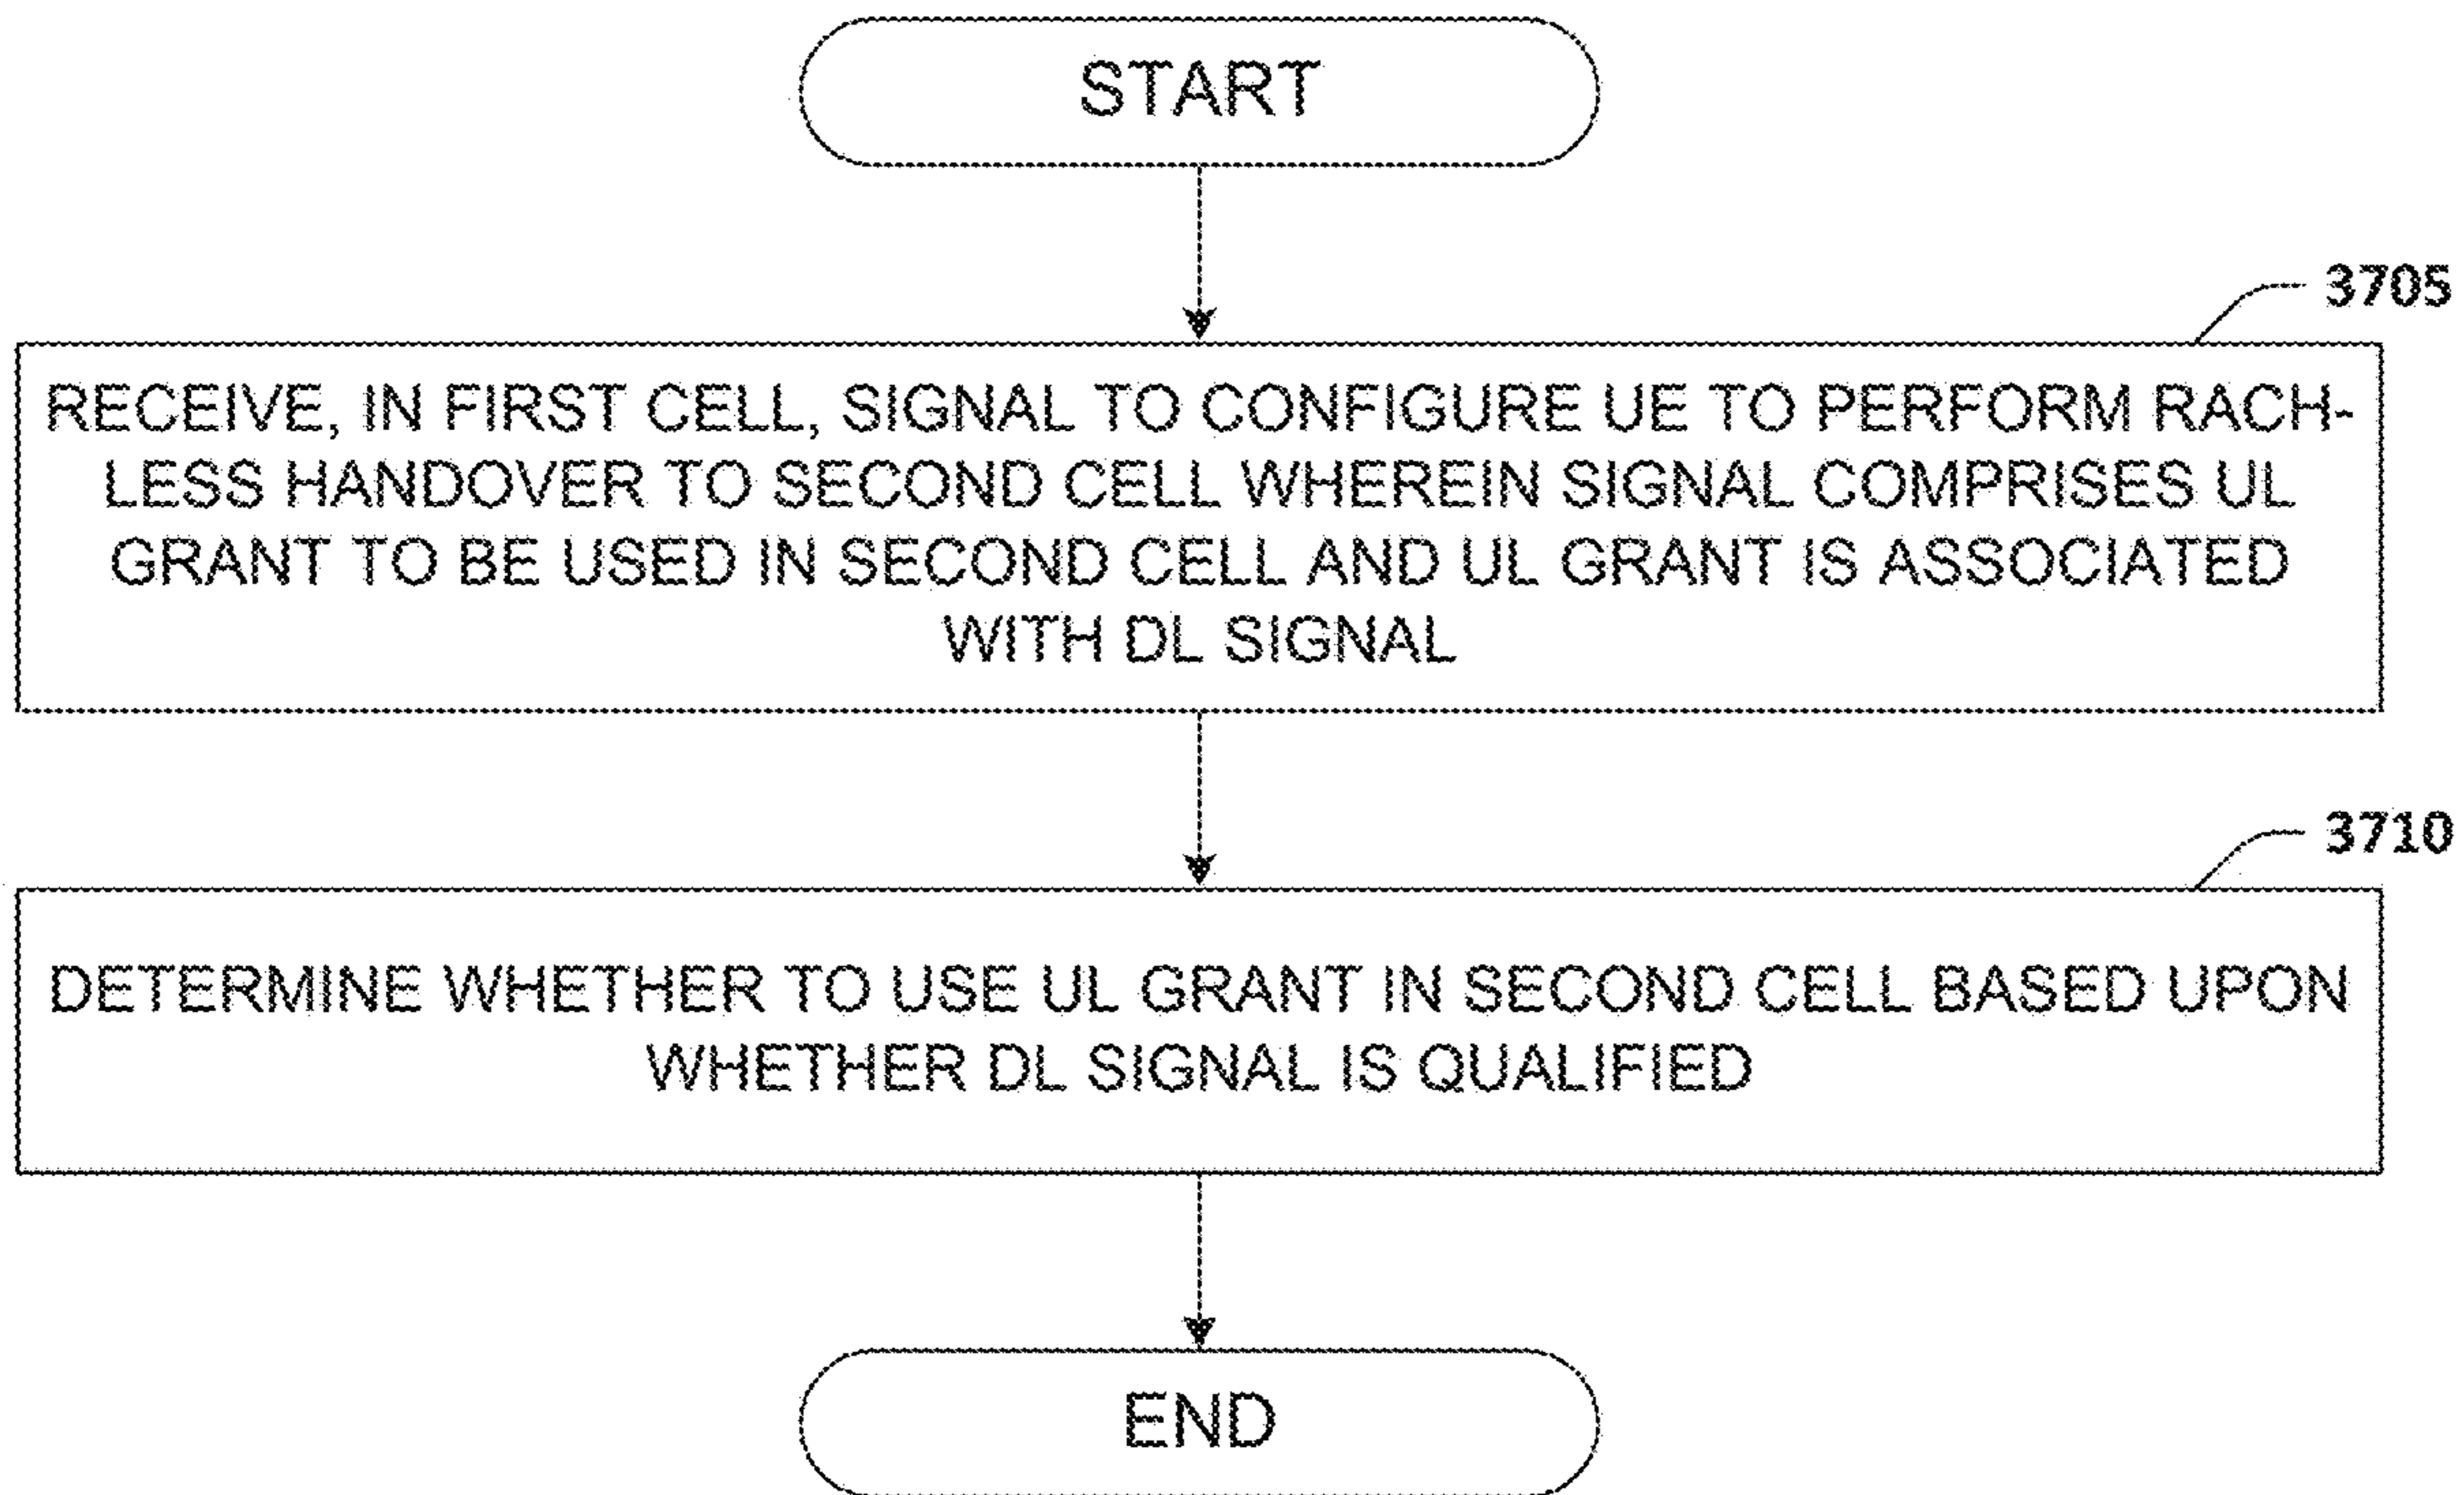 START
3705
RECEIVE, IN FIRST CELL, SIGNAL TO CONFIGURE UE TO PERFORM RACH-
LESS HANDOVER TO SECOND CELL WHEREIN SIGNAL COMPRISES UL
GRANT TO BE USED IN SECOND CELL AND UL GRANT IS ASSOCIATED
WITH DL SIGNAL
3710
DETERMINE WHETHER TO USE UL GRANT IN SECOND CELL BASED UPON
WHETHER DL SIGNAL IS QUALIFIED
END